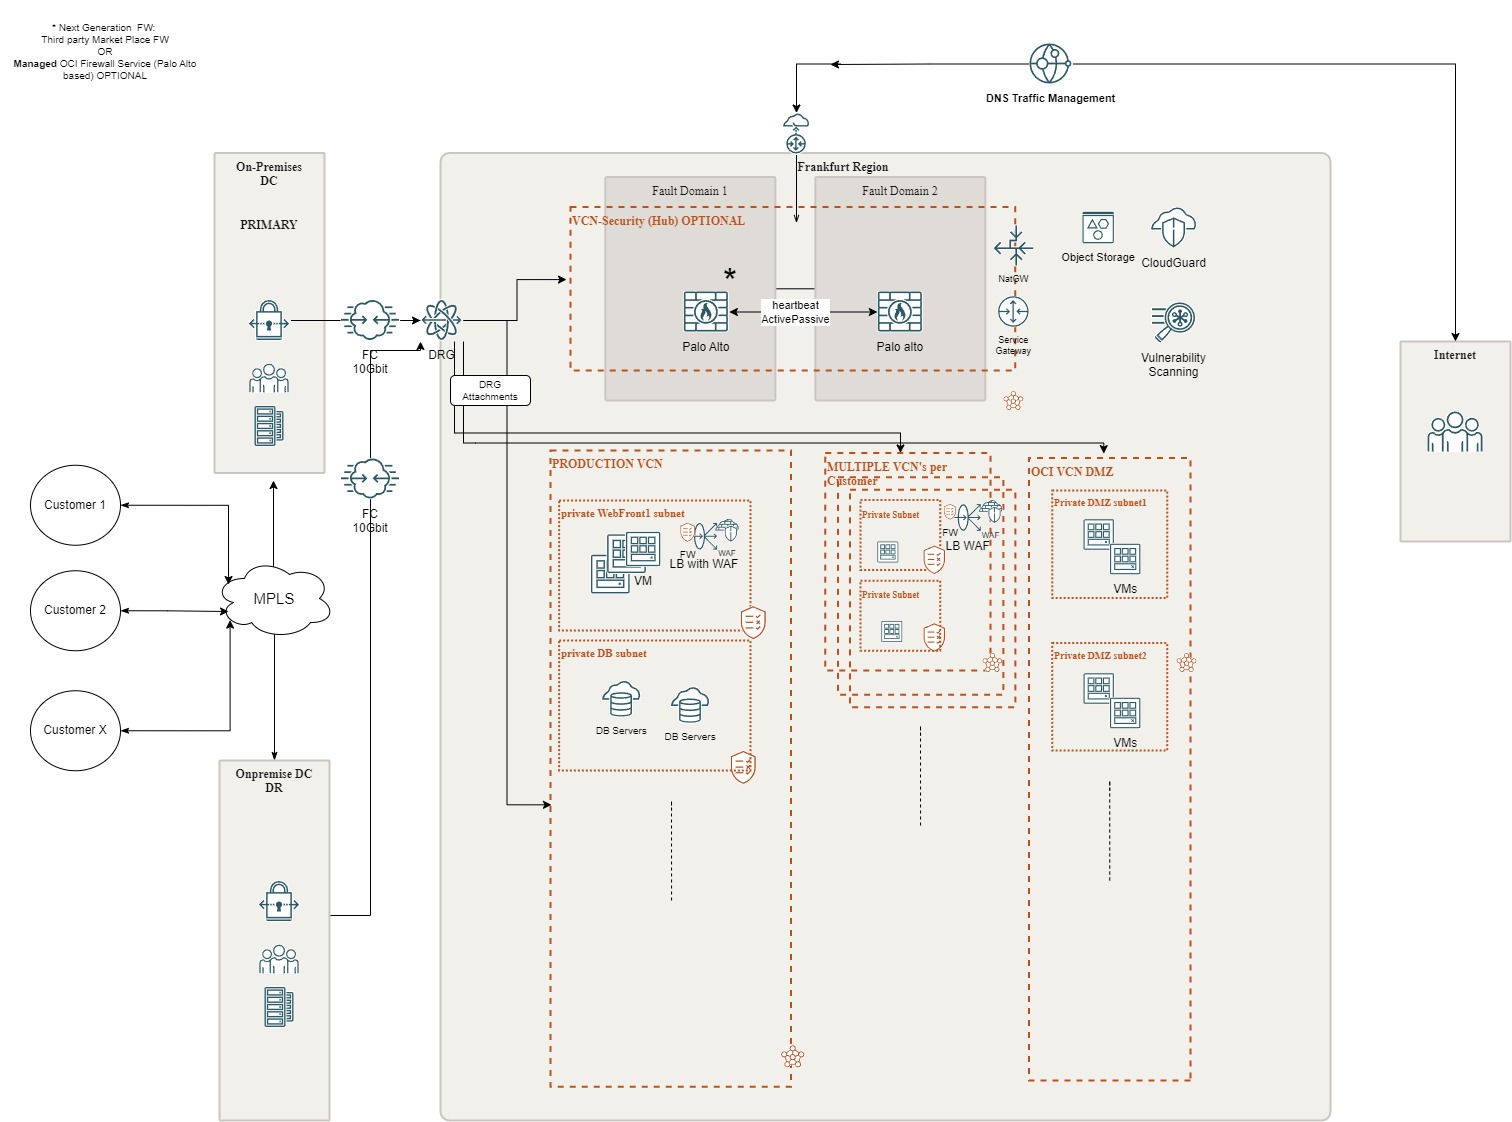 * Next Generation  FW:
Third party Market Place FW
OR
Managed OCI Firewall Service (Palo Alto
based) OPTIONAL
DNS Traffic Management
On-Premises
DC
PRIMARY
Frankfurt Region
Fault Domain 1
Fault Domain 2
VCN-Security (Hub) OPTIONAL
*
heartbeat
ActivePassive
Palo Alto
Palo alto
NatGW
Service
Gateway
Object Storage
CloudGuard
Vulnerability
Scanning
Internet
FC
10Gbit
DRG
DRG
Attachments
FC
10Gbit
Customer 1
Customer 2
Customer X
MPLS
Onpremise DC
DR
PRODUCTION VCN
private WebFront1 subnet
VM
FW
WAF
LB with WAF
private DB subnet
DB Servers
DB Servers
MULTIPLE VCN's per
Customer
Private Subnet
FW
WAF
LB WAF
Private Subnet
OCI VCN DMZ
Private DMZ subnet1
VMs
Private DMZ subnet2
VMs